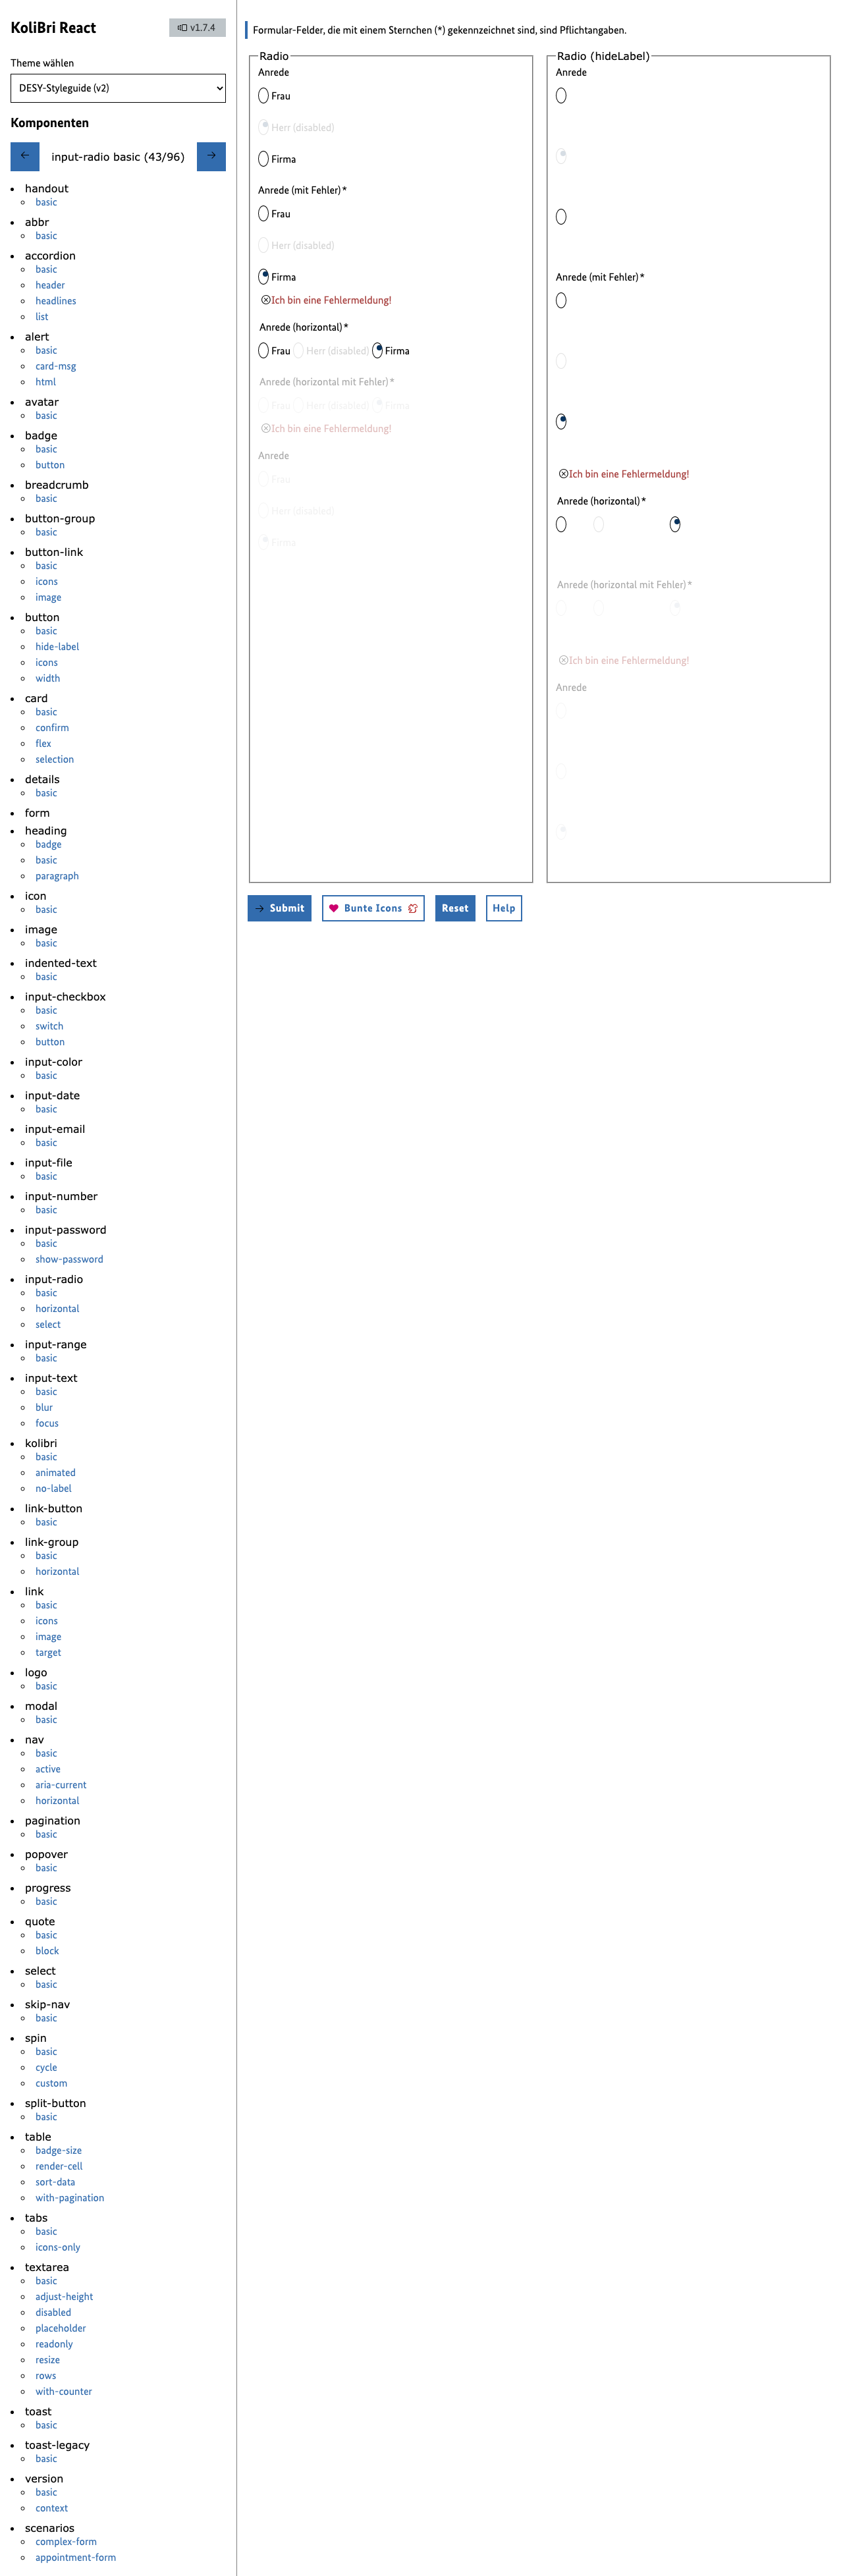 KoliBri React
v1.7.4
Theme wählen
DESY-Styleguide (v2)
Komponenten
input-radio basic (43/96)
handout
basic
abbr
basic
accordion
basic
header
headlines
list
alert
basic
card-msg
html
avatar
basic
badge
basic
button
breadcrumb
basic
button-group
basic
button-link
basic
icons
image
button
basic
hide-label
icons
width
card
basic
confirm
flex
selection
details
basic
form
heading
badge
basic
paragraph
icon
basic
image
basic
indented-text
basic
input-checkbox
basic
switch
button
input-color
basic
input-date
basic
input-email
basic
input-file
basic
input-number
basic
input-password
basic
show-password
input-radio
basic
horizontal
select
input-range
basic
input-text
basic
blur
focus
kolibri
basic
animated
no-label
link-button
basic
link-group
basic
horizontal
link
basic
icons
image
target
logo
basic
modal
basic
nav
basic
active
aria-current
horizontal
pagination
basic
popover
basic
progress
basic
quote
basic
block
select
basic
skip-nav
basic
spin
basic
cycle
custom
split-button
basic
table
badge-size
render-cell
sort-data
with-pagination
tabs
basic
icons-only
textarea
basic
adjust-height
disabled
placeholder
readonly
resize
rows
with-counter
toast
basic
toast-legacy
basic
version
basic
context
scenarios
complex-form
appointment-form
Formular-Felder, die mit einem Sternchen (*) gekennzeichnet sind, sind Pflichtangaben.
Radio
Anrede
Frau
Herr (disabled)
Firma
Anrede (mit Fehler)*
Frau
Herr (disabled)
Firma
Ich bin eine Fehlermeldung!
Anrede (horizontal)*
Frau Herr (disabled) Firma
Anrede (horizontal mit Fehler)*
Frau Herr (disabled) Firma
Ich bin eine Fehlermeldung!
Anrede
Frau
Herr (disabled)
Firma
Radio (hideLabel)
Anrede
Anrede (mit Fehler)*
Ich bin eine Fehlermeldung!
Anrede (horizontal)*
Anrede (horizontal mit Fehler)*
Ich bin eine Fehlermeldung!
Anrede
Submit
Bunte Icons
Reset
Help